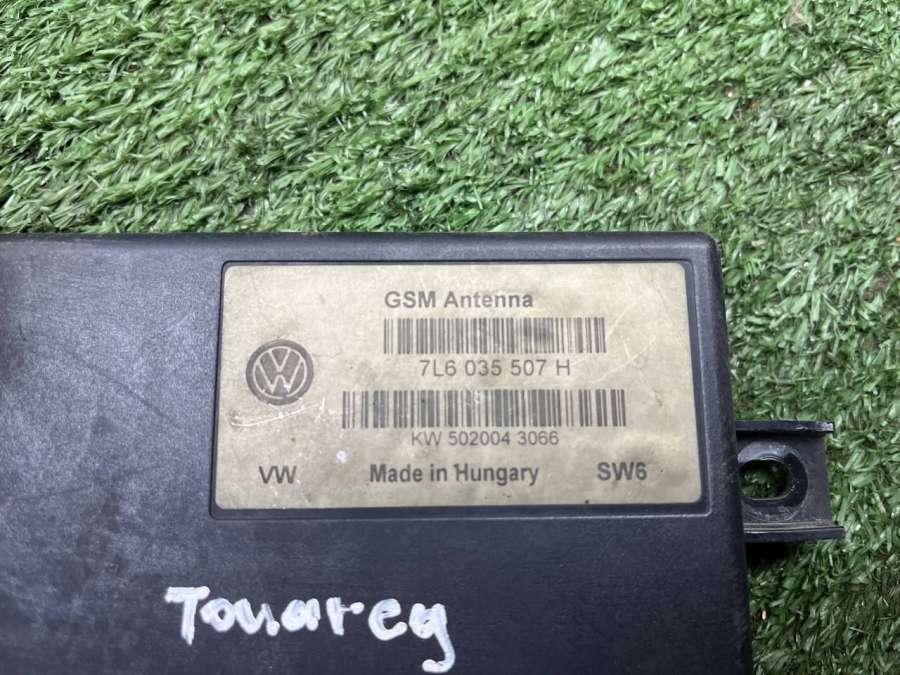 GSM Antenna
7L6 035 507 H
KW 502004 3066
VW Made in Hungary SW6
Touareg